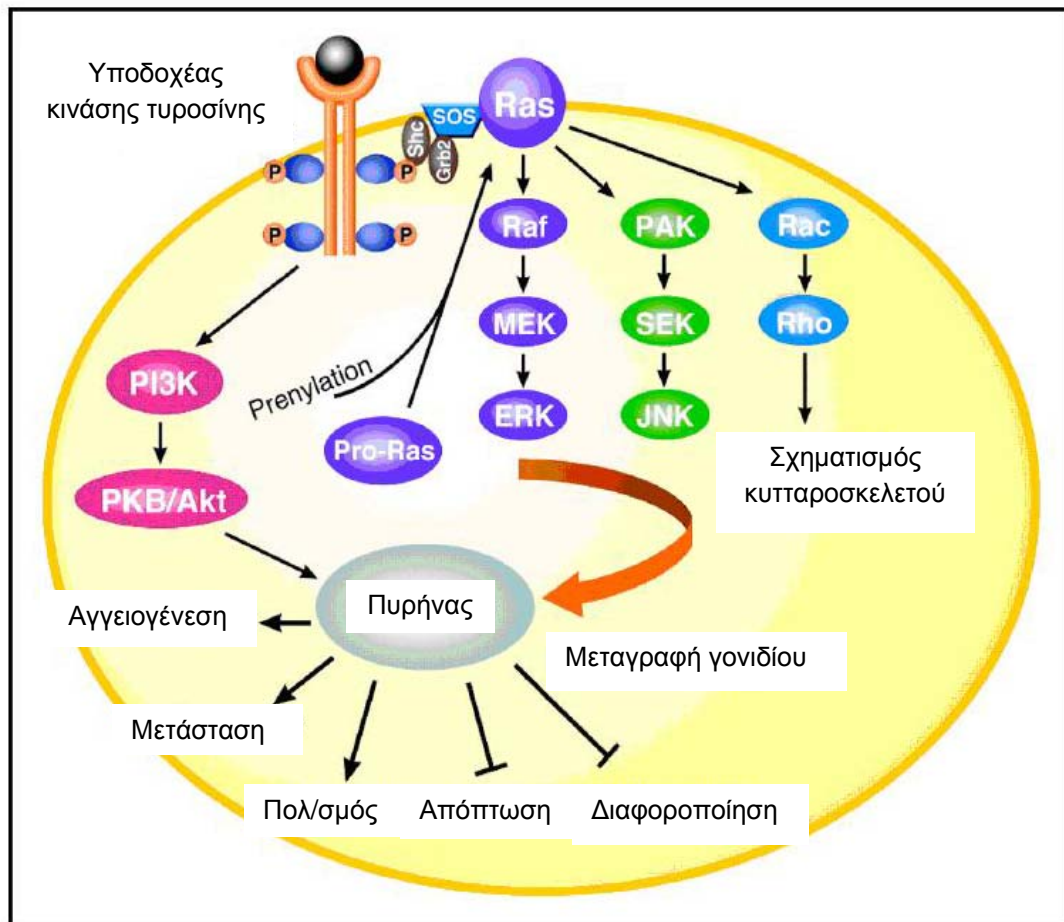 Υποδοχέας
κινάσης τυροσίνης
SOS
Ras
Shc
Grb2
P
P
P
P
Raf
PAK
Rac
MEK
SEK
Rho
PI3K
Prenylation
ERK
JNK
Pro-Ras
Σχηματισμός
κυτταροσκελετού
PKB/Akt
Πυρήνας
Αγγειογένεση
Μεταγραφή γονιδίου
Μετάσταση
Πολ/σμός
Απόπτωση
Διαφοροποίηση